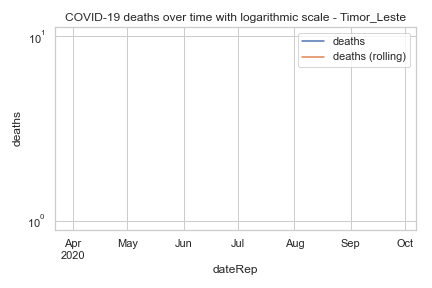 COVID-19 deaths over time with logarithmic scale - Timor_Leste
deaths
deaths (rolling)
10¹
10⁰
deaths
Apr May Jun Jul Aug Sep Oct
2020
dateRep